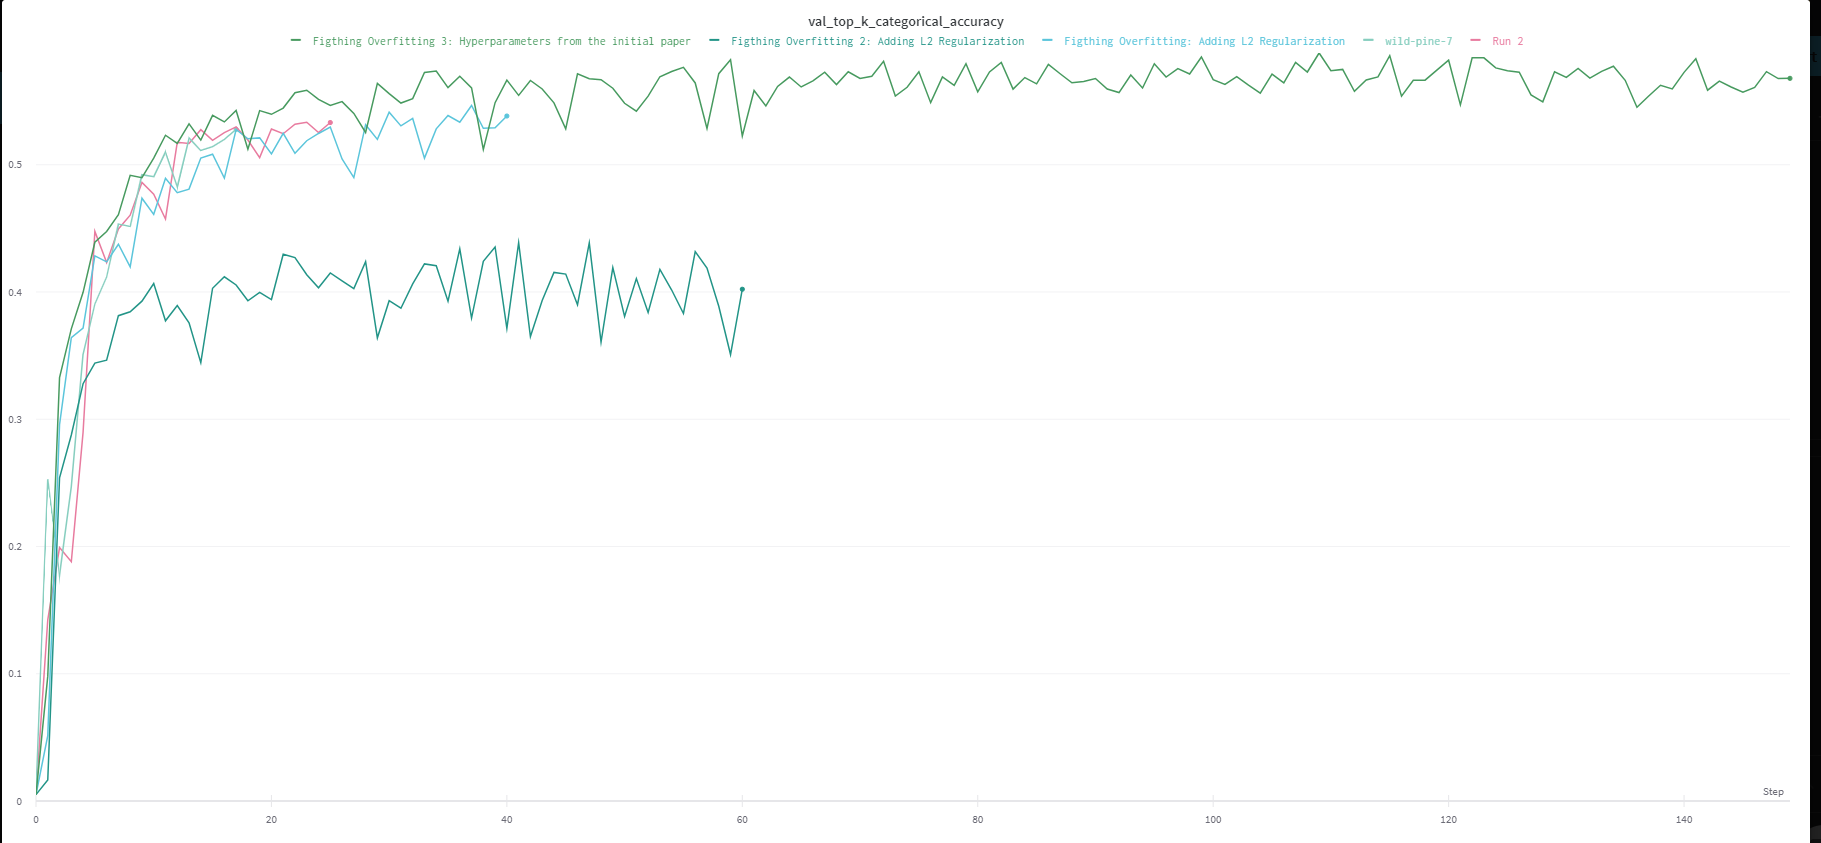 val_top_k_categorical_accuracy
Figthing Overfitting 3: Hyperparameters from the initial paper Figthing Overfitting 2: Adding L2 Regularization Figthing Overfitting: Adding L2 Regularization wild-pine-7 Run 2
0.5
0.4
0.3
0.2
0.1
Step
0
0 20 40 60 80 100 120 140